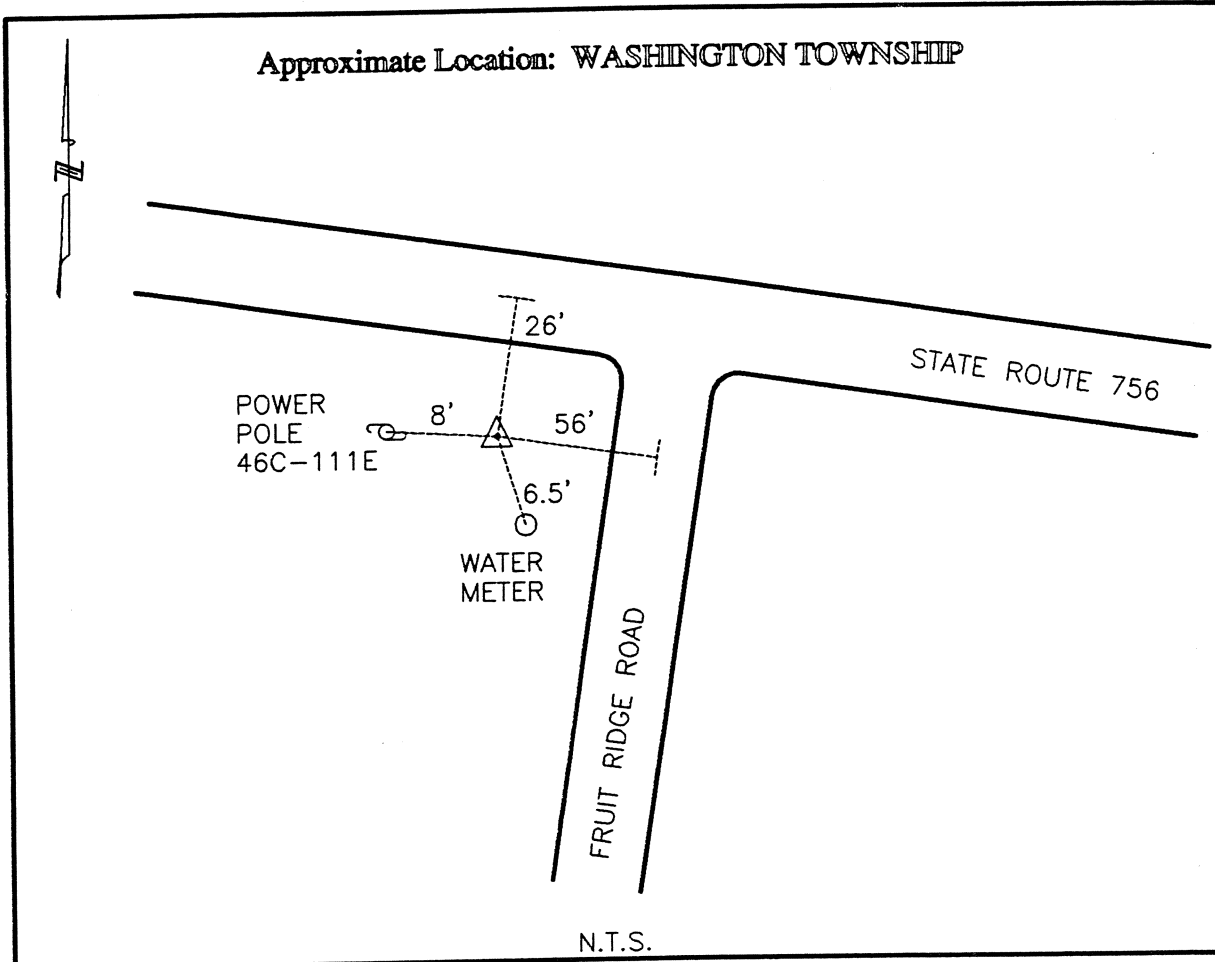 Approximate Location: WASHINGTON TOWNSHIP
N
26'
STATE ROUTE 756
POWER
POLE
46C-111E
8'
56'
6.5'
WATER
METER
FRUIT RIDGE ROAD
N.T.S.